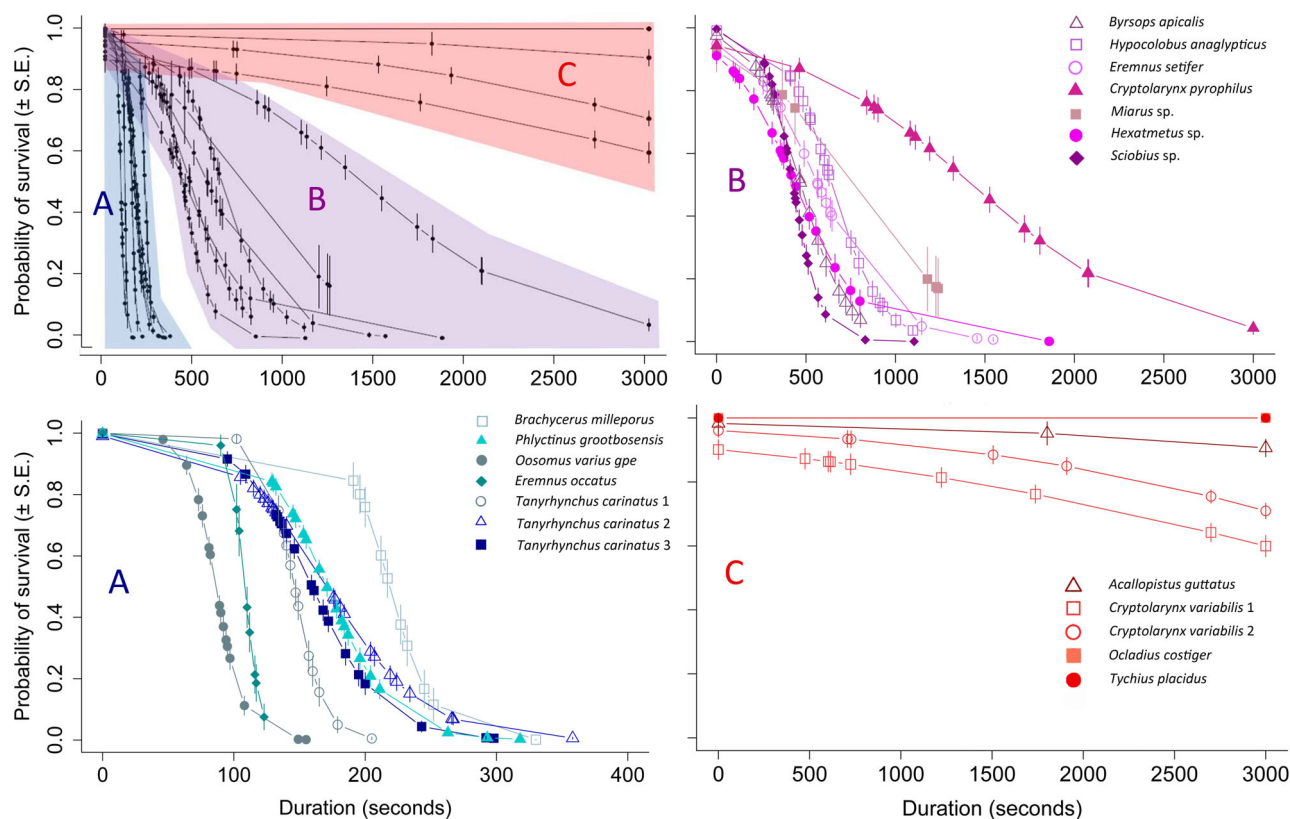 Probability of survival (± S.E.)
1.0
0.8
0.6
0.4
0.2
0.0
A
B
C
0 500 1000 1500 2000 2500 3000
B
Byrsops apicalis
Hypocolobus anaglypticus
Eremnus setifer
Cryptolarynx pyrophilus
Miarus sp.
Hexatmetus sp.
Sciobius sp.
0 500 1000 1500 2000 2500 3000
Probability of survival (± S.E.)
1.0
0.8
0.6
0.4
0.2
0.0
A
Brachycerus milleporus
Phlyctinus grootbosensis
Oosomus varius gpe
Eremnus occatus
Tanyrhynchus carinatus 1
Tanyrhynchus carinatus 2
Tanyrhynchus carinatus 3
0 100 200 300 400
Duration (seconds)
C
Acallopistus guttatus
Cryptolarynx variabilis 1
Cryptolarynx variabilis 2
Ocladius costiger
Tychius placidus
0 500 1000 1500 2000 2500 3000
Duration (seconds)